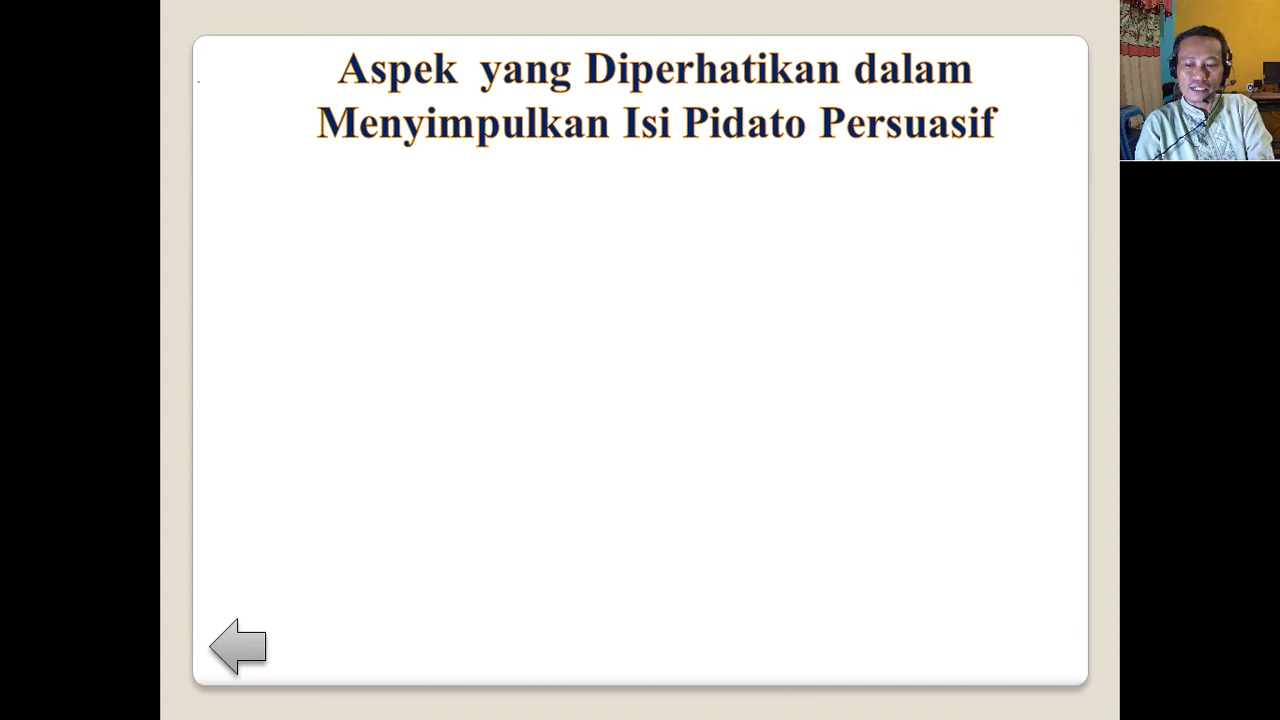 Aspek yang Diperhatikan dalam
Menyimpulkan Isi Pidato Persuasif